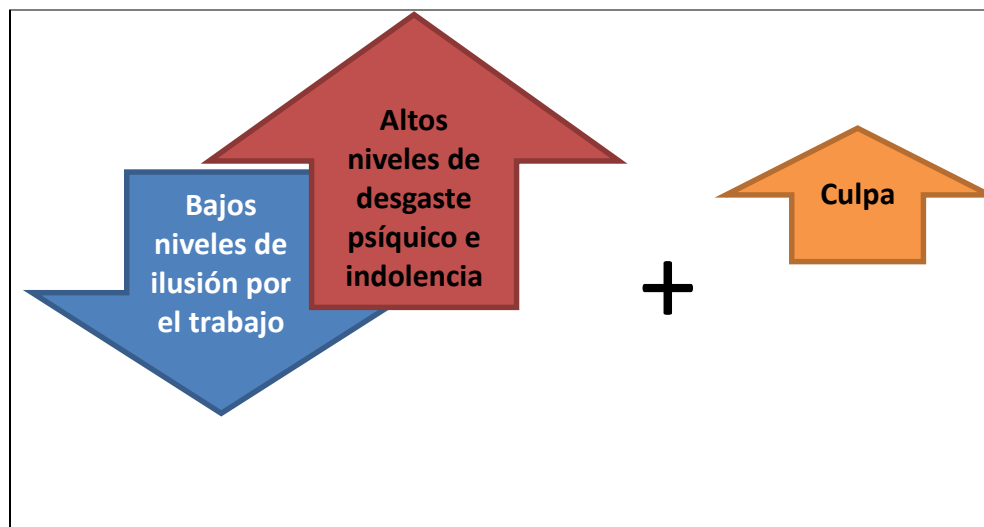 Altos
niveles de
desgaste
psíquico e
indolencia
Bajos
niveles de
ilusión por
el trabajo
+
Culpa